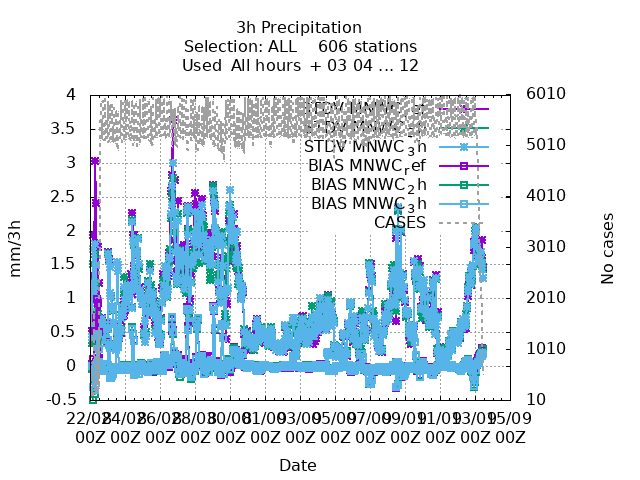 3h Precipitation
Selection: ALL 606 stations
Used All hours + 03 04 ... 12
4
3.5
3
2.5
2
1.5
1
0.5
0
-0.5
mm/3h
6010
5010
4010
3010
2010
1010
10
No cases
STDV MNWC_3h
BIAS MNWC_ref
BIAS MNWC_2h
BIAS MNWC_3h
CASES
22/08 24/08 26/08 28/08 30/08 01/09 03/09 05/09 07/09 09/09 11/09 13/09 15/09
00Z 00Z 00Z 00Z 00Z 00Z 00Z 00Z 00Z 00Z 00Z 00Z 00Z
Date